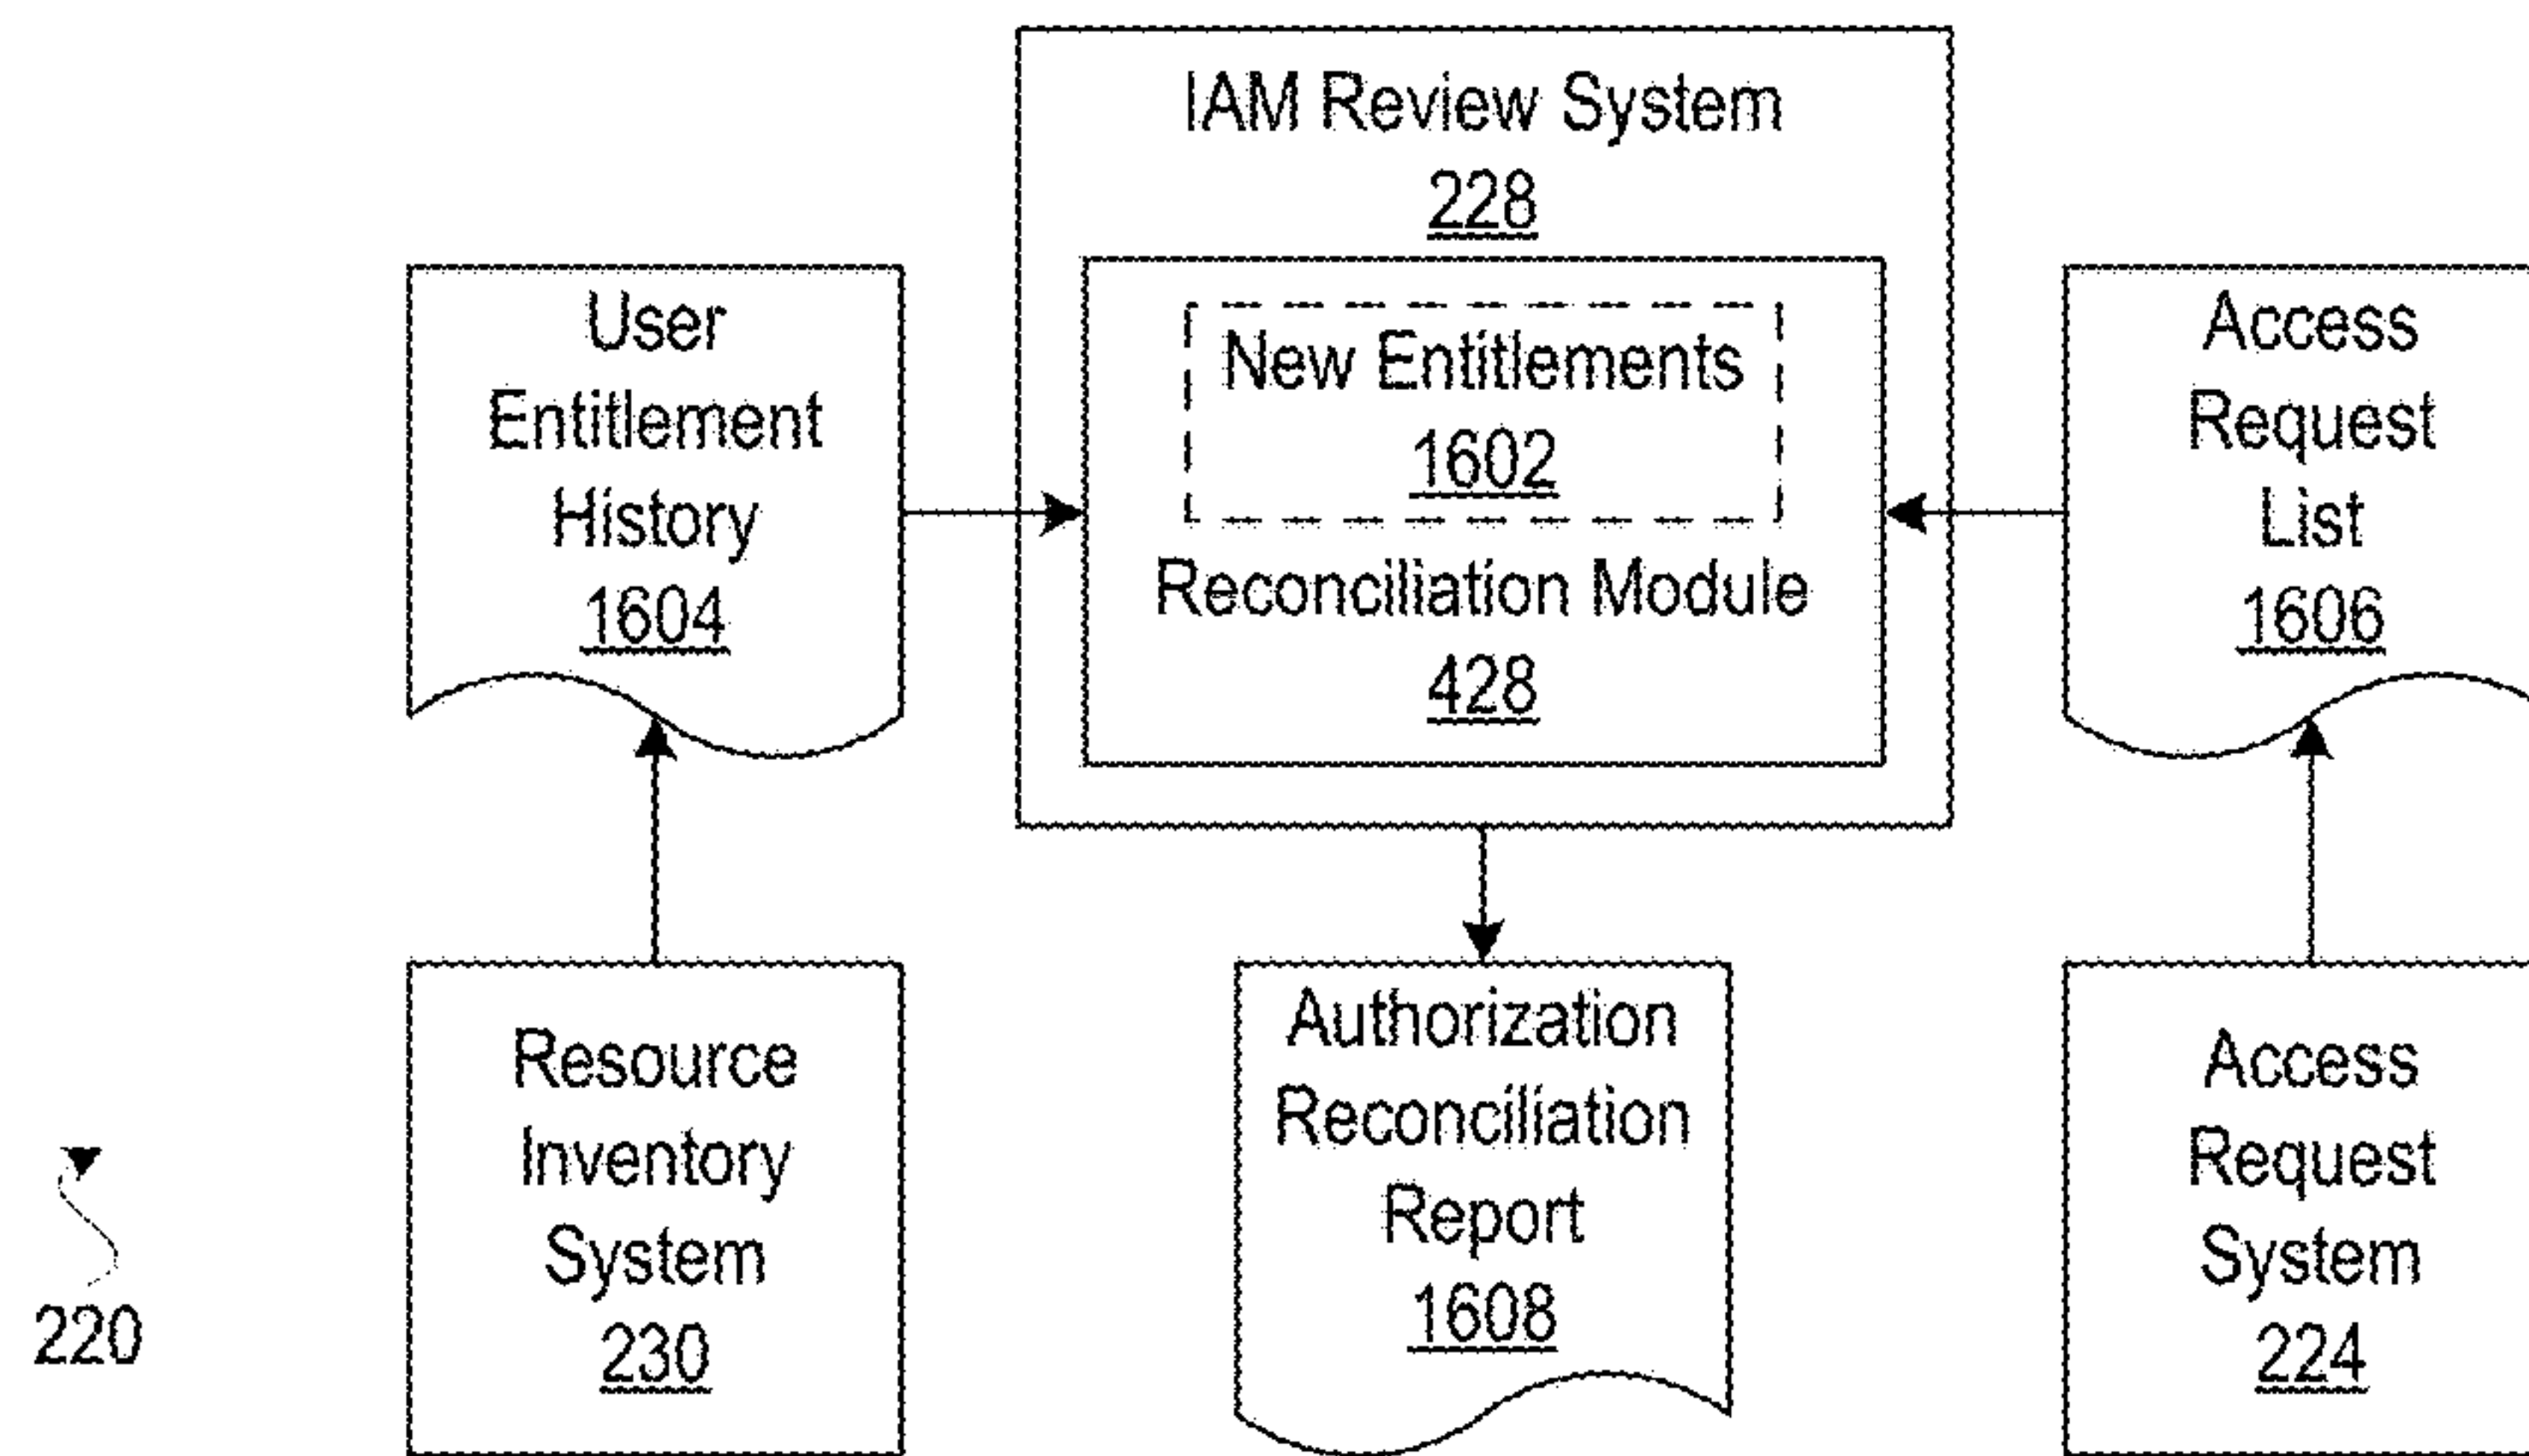 IAM Review System
228
User
Entitlement
History
1604
New Entitlements
1602
Reconciliation Module
428
Access
Request
List
1606
Resource
Inventory
System
230
Authorization
Reconciliation
Report
1608
Access
Request
System
224
220